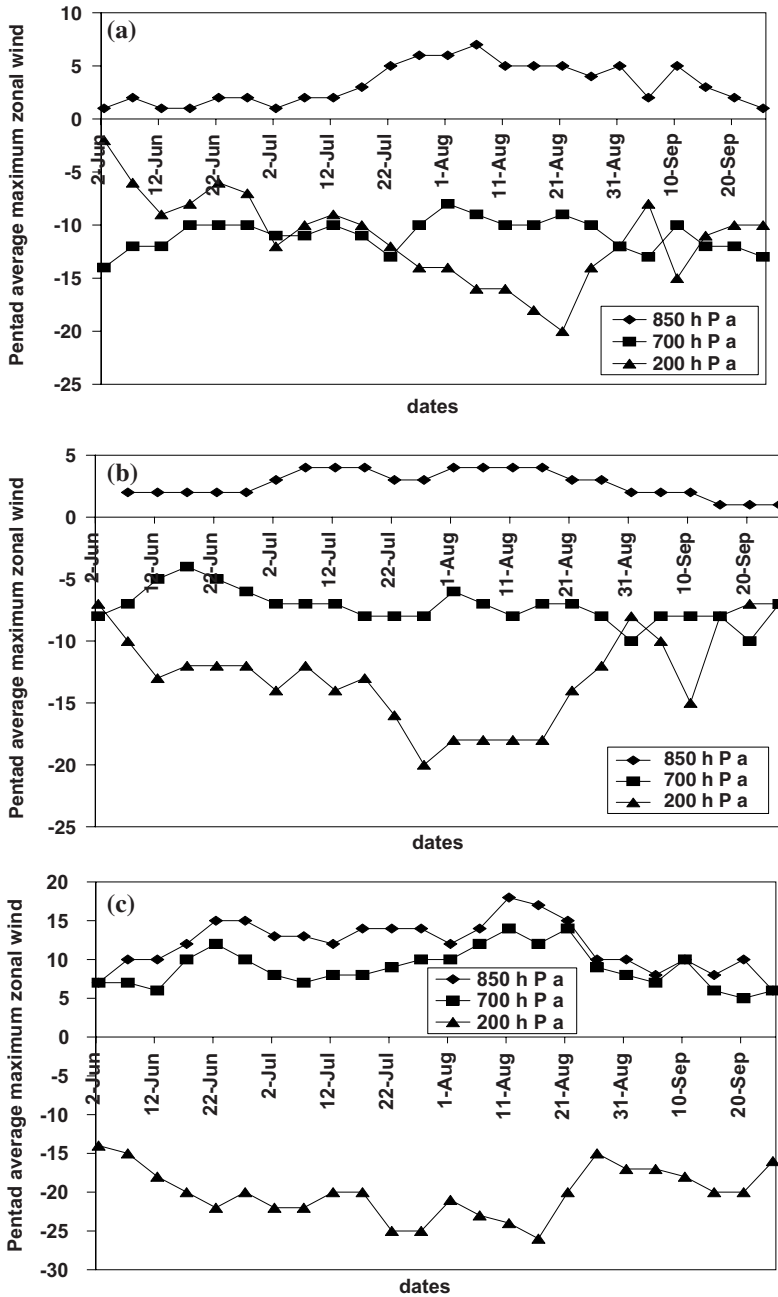 (a)
Pentad average maximum zonal wind
10
5
0
-5
-10
-15
-20
-25
2-Jun
12-Jun
22-Jun
2-Jul
12-Jul
22-Jul
1-Aug
11-Aug
21-Aug
31-Aug
10-Sep
20-Sep
850 h P a
700 h P a
200 h P a
dates
(b)
Pentad average maximum zonal wind
5
0
-5
-10
-15
-20
-25
2-Jun
12-Jun
22-Jun
2-Jul
12-Jul
22-Jul
1-Aug
11-Aug
21-Aug
31-Aug
10-Sep
20-Sep
850 h P a
700 h P a
200 h P a
dates
(c)
Pentad average maximum zonal wind
20
15
10
5
0
-5
-10
-15
-20
-25
-30
850 h P a
700 h P a
200 h P a
2-Jun
12-Jun
22-Jun
2-Jul
12-Jul
22-Jul
1-Aug
11-Aug
21-Aug
31-Aug
10-Sep
20-Sep
dates